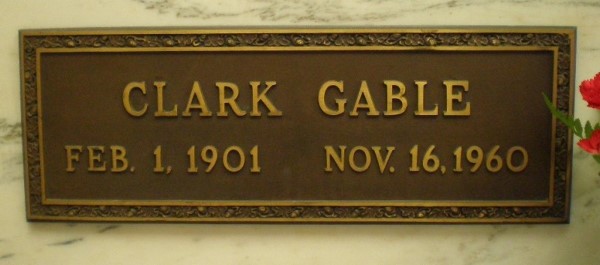 CLARK GABLE
FEB. 1, 1901 NOV. 16, 1960